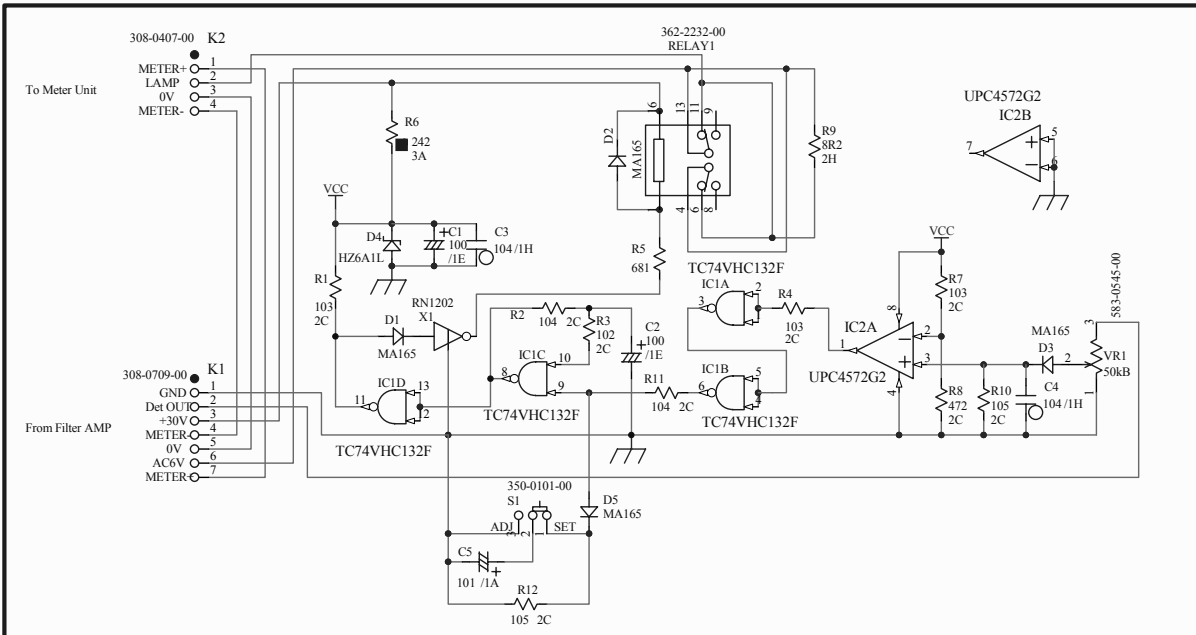 308-0407-00 K2
METER+ 1
LAMP 2
0V 3
METER- 4
To Meter Unit
R6
242
3A
362-2232-00
RELAY1
16
13
11
9
D2
MA165
4
6
8
R9
8R2
2H
UPC4572G2
IC2B
7
5
6
+
−
VCC
D4
HZ6A1L
C1
100
/1E
+
C3
104 /1H
R1
103
2C
D1
MA165
RN1202
X1
R5
681
R2
104 2C
R3
102
2C
C2
100
/1E
+
TC74VHC132F
IC1A
3
2
1
R4
103
2C
IC1C
8
10
9
TC74VHC132F
IC1D
11
13
12
TC74VHC132F
R11
104 2C
IC1B
6
5
4
TC74VHC132F
VCC
R7
103
2C
8
IC2A
1
2
3
4
−
+
UPC4572G2
R8
472
2C
R10
105
2C
C4
104 /1H
MA165
D3
2
3
1
VR1
50kB
583-0545-00
308-0709-00 K1
GND 1
Det OUT 2
+30V 3
METER- 4
0V 5
AC6V 6
METER+ 7
From Filter AMP
350-0101-00
S1
ADJ
3
2
1
SET
D5
MA165
C5
101 /1A
+
R12
105 2C